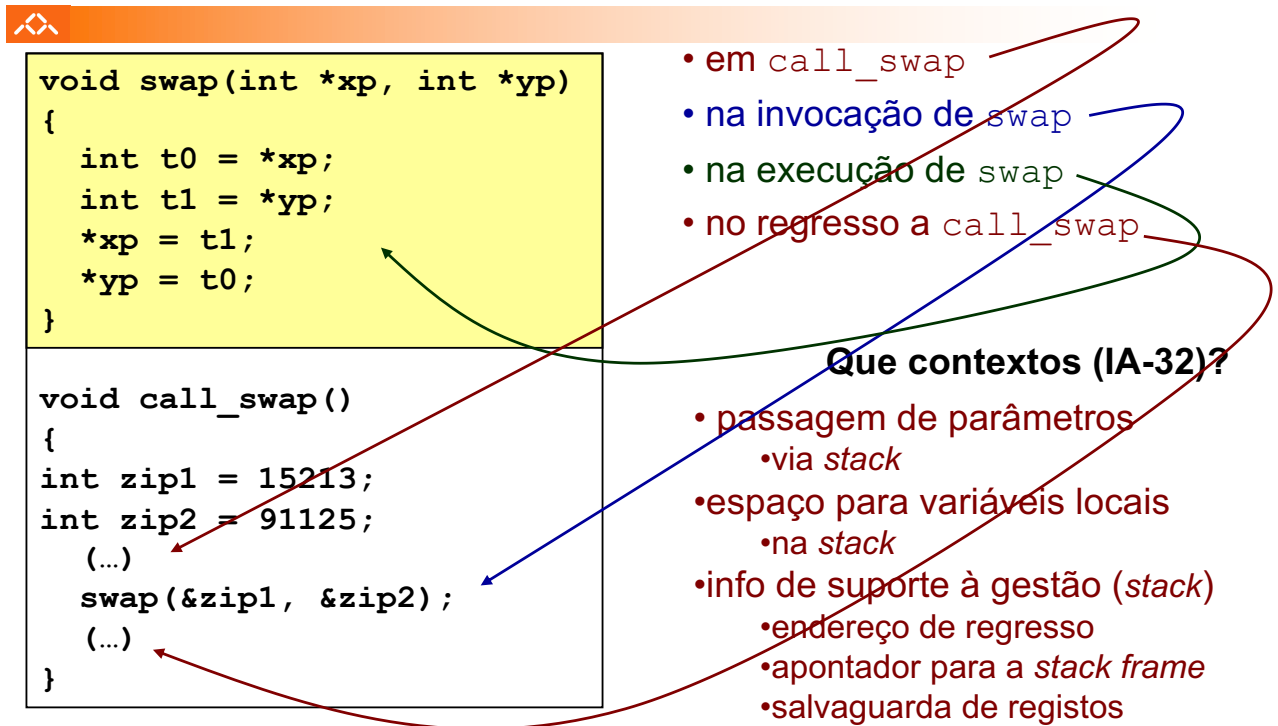 void swap(int *xp, int *yp)
{
int t0 = *xp;
int t1 = *yp;
*xp = t1;
*yp = t0;
}
void call_swap()
{
int zip1 = 15213;
int zip2 = 91125;
(…)
swap(&zip1, &zip2);
(…)
}
• em call_swap
• na invocação de swap
• na execução de swap
• no regresso a call_swap
Que contextos (IA-32)?
• passagem de parâmetros
•via stack
•espaço para variáveis locais
•na stack
•info de suporte à gestão (stack)
•endereço de regresso
•apontador para a stack frame
•salvaguarda de registos